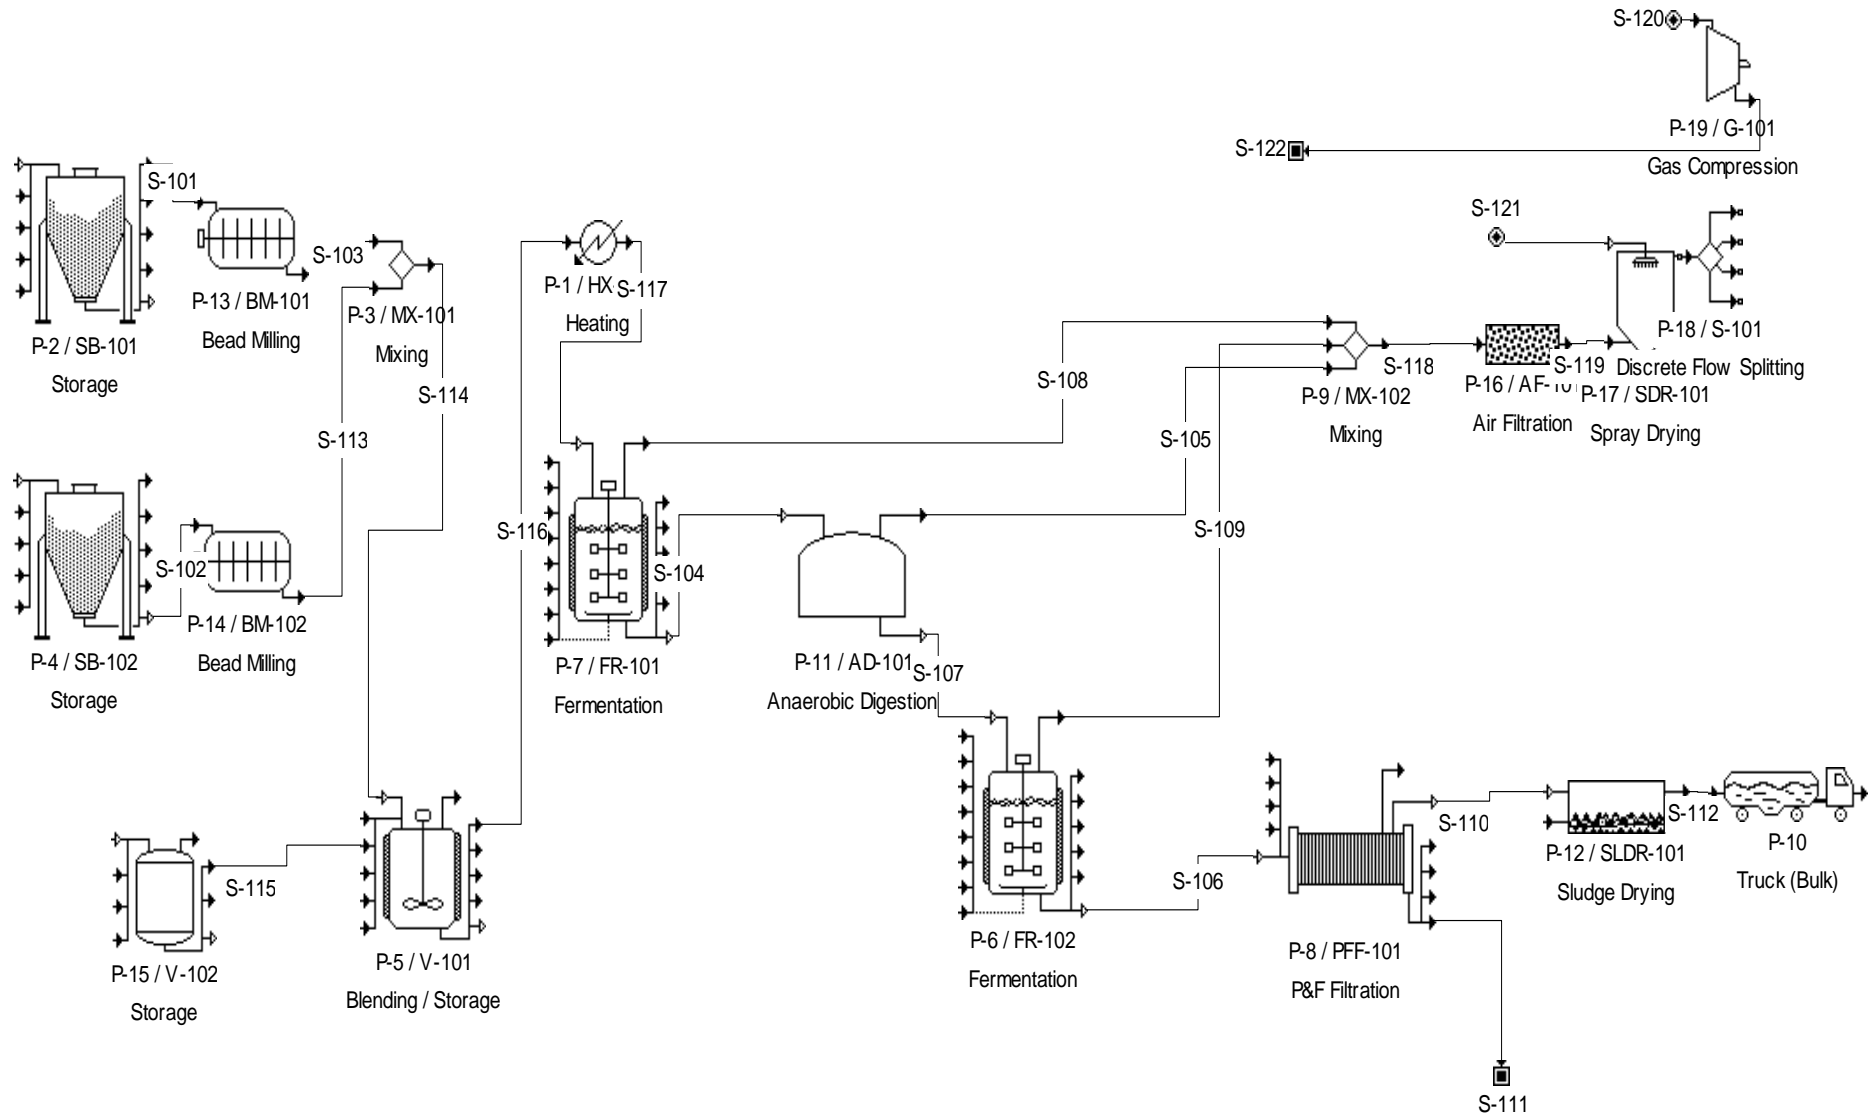 S-120
P-19 / G-101
Gas Compression
S-122
S-101
P-2 / SB-101
Storage
P-13 / BM-101
Bead Milling
S-103
P-3 / MX-101
Mixing
S-114
S-113
S-102
P-4 / SB-102
Storage
P-14 / BM-102
Bead Milling
P-1 / HX
S-117
Heating
S-116
S-104
P-7 / FR-101
Fermentation
S-108
S-105
S-109
P-11 / AD-101
Anaerobic Digestion
S-107
P-9 / MX-102
Mixing
S-118
S-121
P-16 / AF-101
Air Filtration
S-119
P-18 / S-101
Discrete Flow Splitting
P-17 / SDR-101
Spray Drying
S-115
P-15 / V-102
Storage
P-5 / V-101
Blending / Storage
P-6 / FR-102
Fermentation
S-106
P-8 / PFF-101
P&F Filtration
S-110
S-111
P-12 / SLDR-101
Sludge Drying
S-112
P-10
Truck (Bulk)